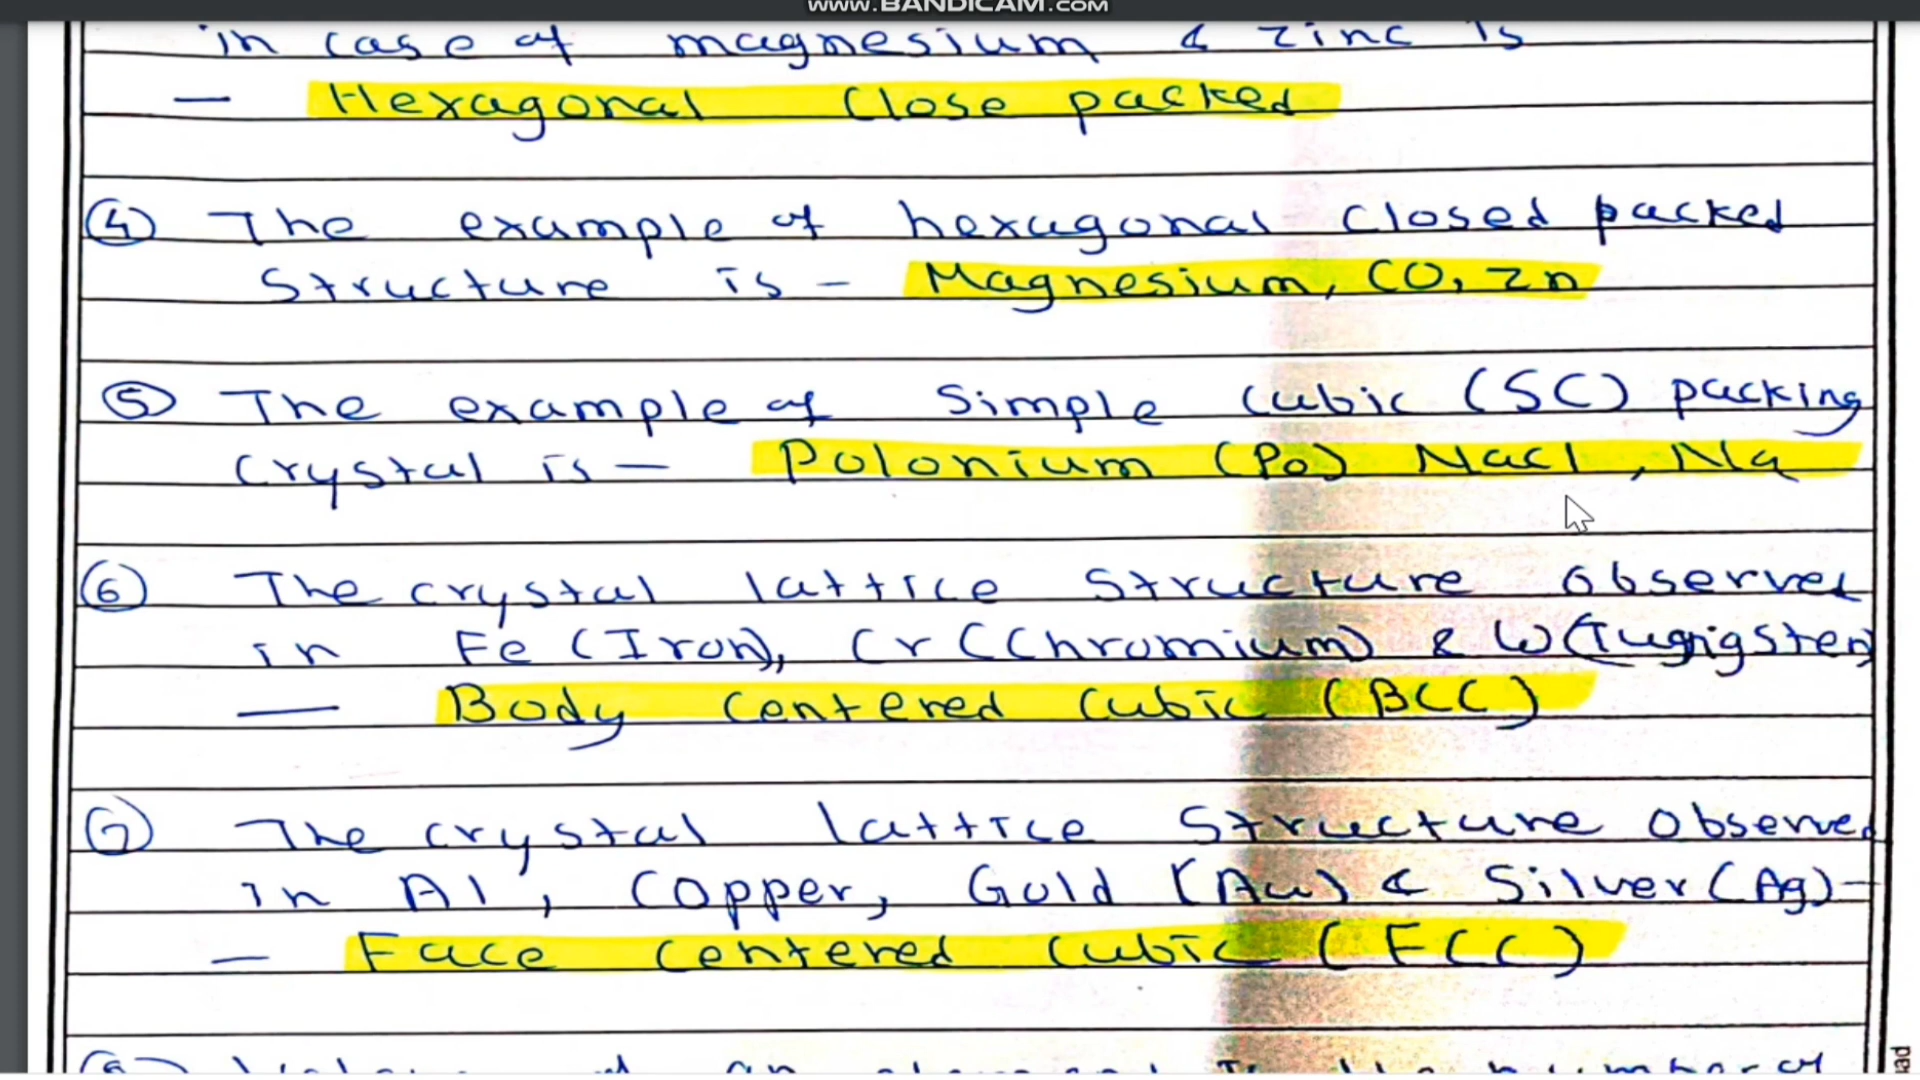 www.BANDICAM.com
in case of magnesium & zinc is
— Hexagonal Close packed
④ The example of hexagonal closed packed
structure is – Magnesium, CO, Zn
⑤ The example of Simple Cubic (SC) packing
crystal is — Polonium (Po) Nacl, Na
⑥ The crystal lattice Structure observed
in Fe (Iron), Cr (Chromium) & W (Tugnigsten)
— Body Centered Cubic (BCC)
⑦ The crystal lattice Structure Observed
in Al, Copper, Gold (Au) & Silver (Ag) –
— Face centered Cubic (FCC)
ad